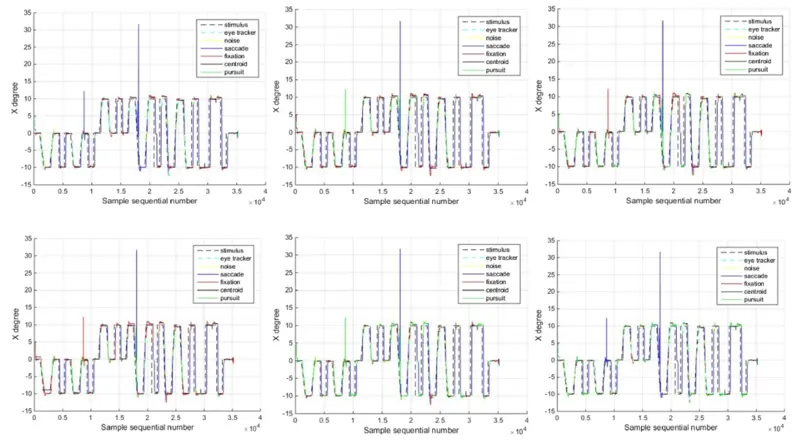 35
30
25
20
15
10
5
0
-5
-10
-15
X degree
stimulus
eye tracker
noise
saccade
fixation
centroid
pursuit
0 0.5 1 1.5 2 2.5 3 3.5 4
Sample sequential number
× 10⁴
35
30
25
20
15
10
5
0
-5
-10
-15
X degree
stimulus
eye tracker
noise
saccade
fixation
centroid
pursuit
0 0.5 1 1.5 2 2.5 3 3.5 4
Sample sequential number
× 10⁴
35
30
25
20
15
10
5
0
-5
-10
-15
X degree
stimulus
eye tracker
noise
saccade
fixation
centroid
pursuit
0 0.5 1 1.5 2 2.5 3 3.5 4
Sample sequential number
× 10⁴
35
30
25
20
15
10
5
0
-5
-10
-15
X degree
stimulus
eye tracker
noise
saccade
fixation
centroid
pursuit
0 0.5 1 1.5 2 2.5 3 3.5 4
Sample sequential number
× 10⁴
35
30
25
20
15
10
5
0
-5
-10
-15
X degree
stimulus
eye tracker
noise
saccade
fixation
centroid
pursuit
0 0.5 1 1.5 2 2.5 3 3.5 4
Sample sequential number
× 10⁴
35
30
25
20
15
10
5
0
-5
-10
-15
X degree
stimulus
eye tracker
noise
saccade
fixation
centroid
pursuit
0 0.5 1 1.5 2 2.5 3 3.5 4
Sample sequential number
× 10⁴